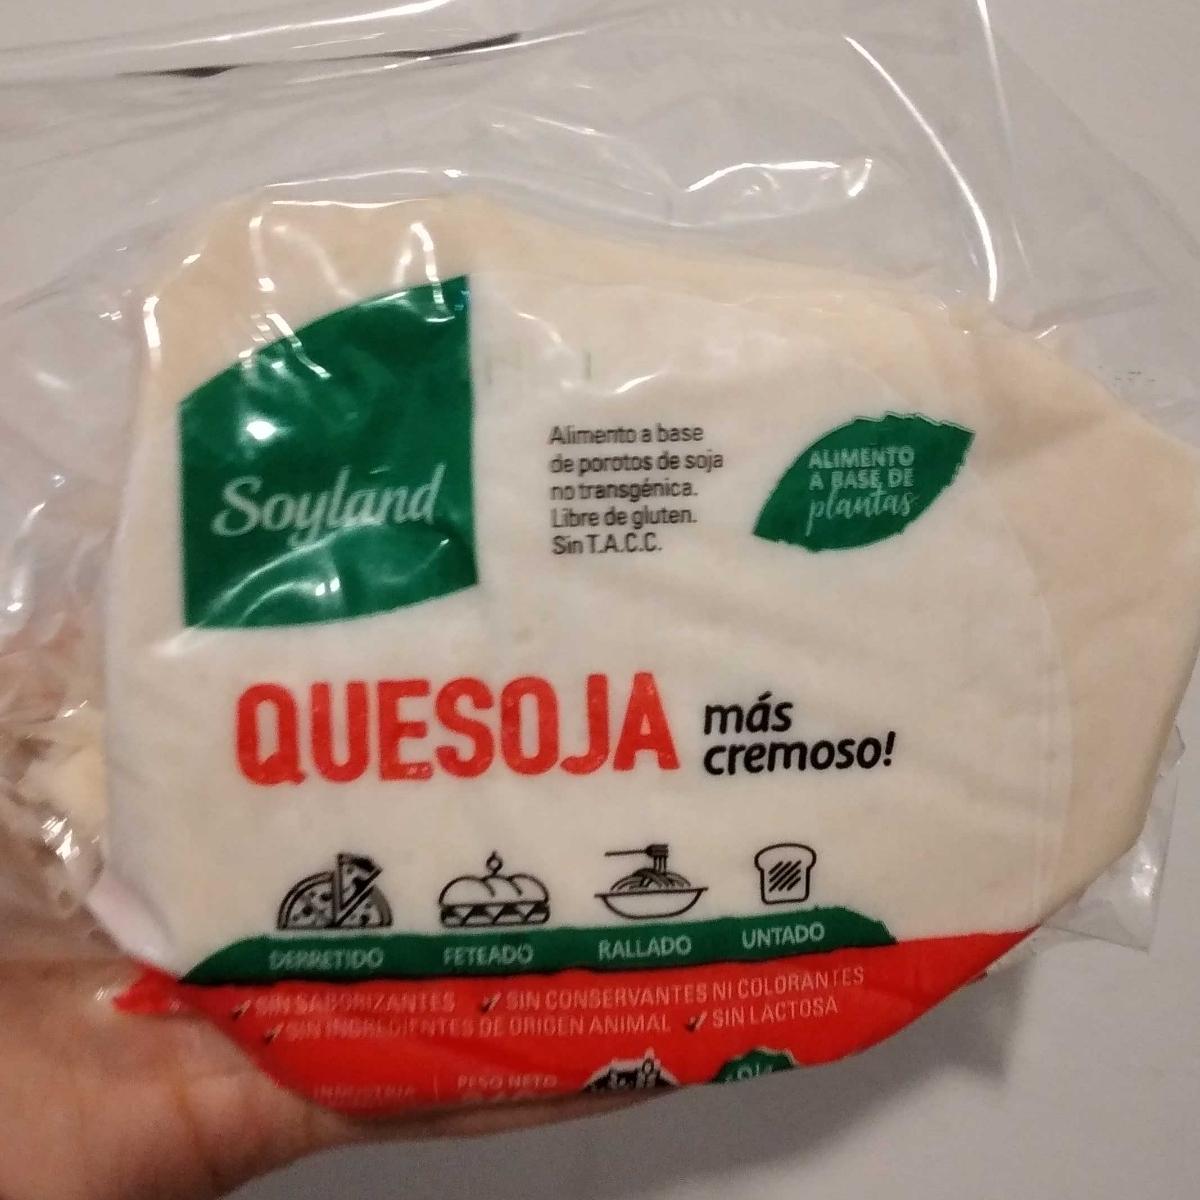 Soyland
Alimento a base
de porotos de soja
no transgénica.
Libre de gluten.
Sin T.A.C.C.
ALIMENTO
A BASE DE
plantas
QUESOJA
más
cremoso!
DERRETIDO
FETEADO
RALLADO
UNTADO
SIN SABORIZANTES
SIN CONSERVANTES NI COLORANTES
SIN INGREDIENTES DE ORIGEN ANIMAL
SIN LACTOSA
INDUSTRIA
PESO NETO